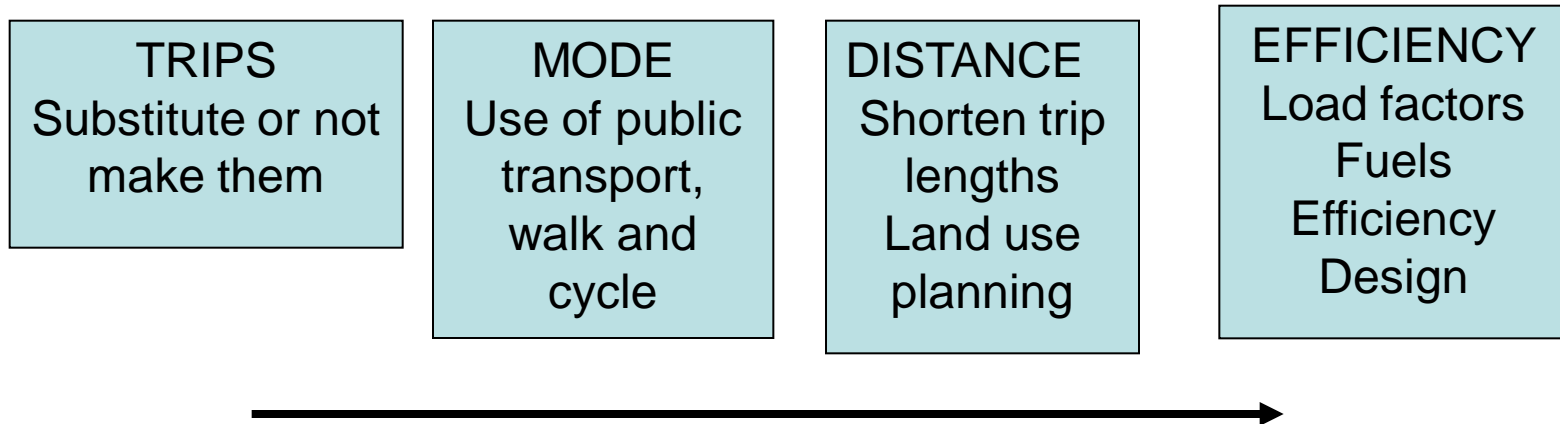 TRIPS
Substitute or not
make them
MODE
Use of public
transport,
walk and
cycle
DISTANCE
Shorten trip
lengths
Land use
planning
EFFICIENCY
Load factors
Fuels
Efficiency
Design